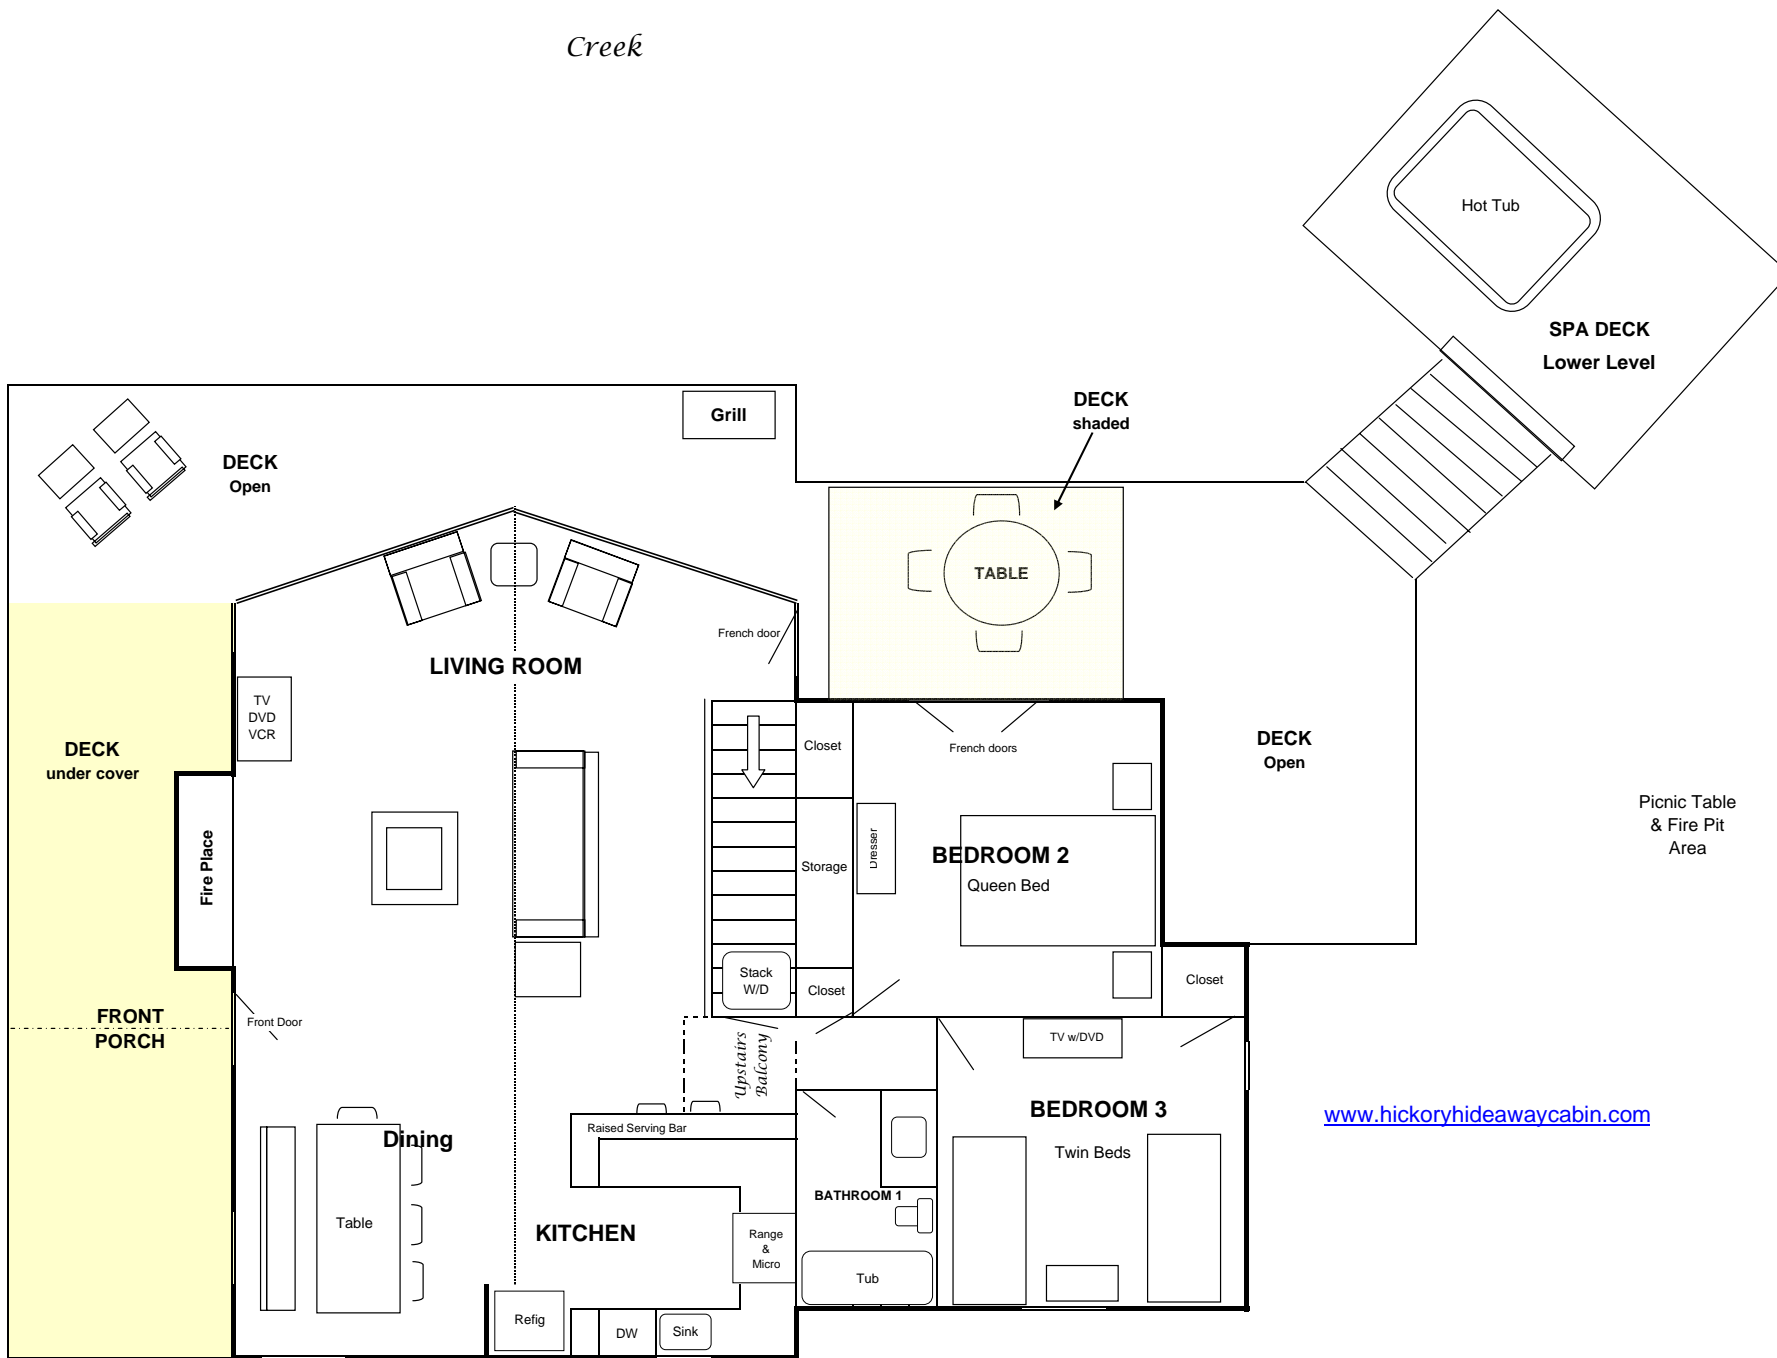 Creek
Hot Tub
SPA DECK
Lower Level
DECK
shaded
Grill
DECK
Open
TABLE
French door
LIVING ROOM
TV
DVD
VCR
DECK
under cover
Closet
French doors
DECK
Open
Picnic Table
& Fire Pit
Area
Fire Place
Storage
Dresser
BEDROOM 2
Queen Bed
Stack
W/D
Closet
Closet
FRONT
PORCH
Front Door
Upstairs
Balcony
TV w/DVD
BEDROOM 3
Twin Beds
www.hickoryhideawaycabin.com
Raised Serving Bar
Dining
Table
KITCHEN
Range
&
Micro
BATHROOM 1
Tub
Refig
DW
Sink